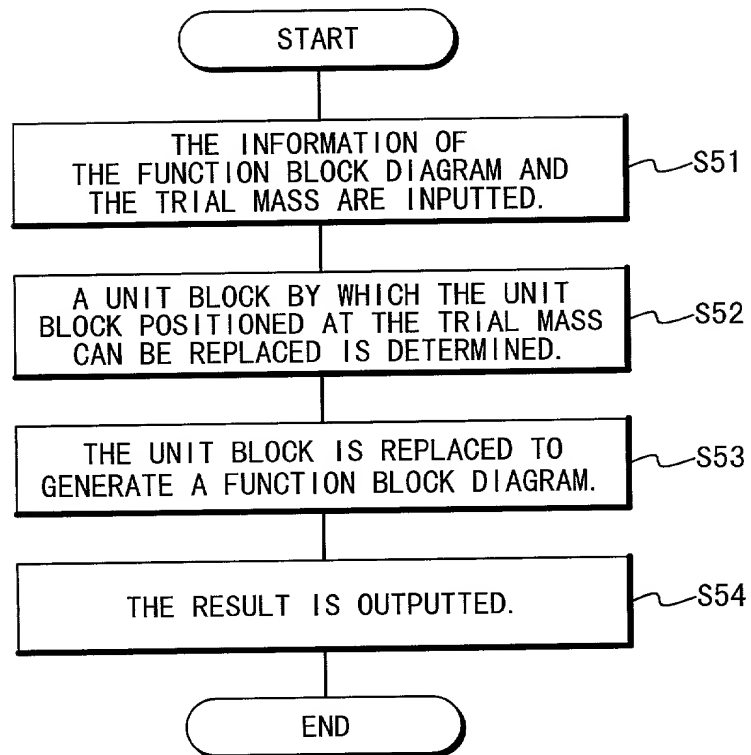 START
THE INFORMATION OF
THE FUNCTION BLOCK DIAGRAM AND
THE TRIAL MASS ARE INPUTTED.
S51
A UNIT BLOCK BY WHICH THE UNIT
BLOCK POSITIONED AT THE TRIAL MASS
CAN BE REPLACED IS DETERMINED.
S52
THE UNIT BLOCK IS REPLACED TO
GENERATE A FUNCTION BLOCK DIAGRAM.
S53
THE RESULT IS OUTPUTTED.
S54
END